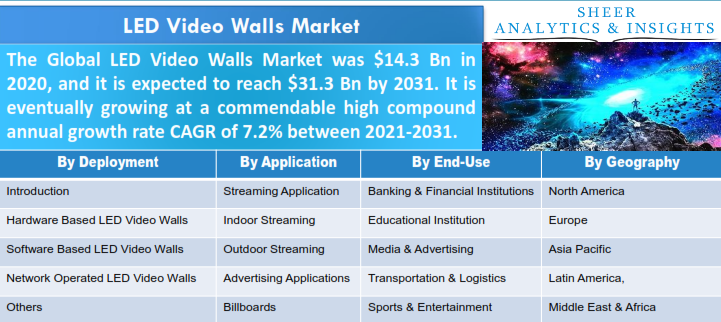 LED Video Walls Market
SHEER
ANALYTICS & INSIGHTS
The Global LED Video Walls Market was $14.3 Bn in
2020, and it is expected to reach $31.3 Bn by 2031. It is
eventually growing at a commendable high compound
annual growth rate CAGR of 7.2% between 2021-2031.
By Deployment By Application By End-Use By Geography
Introduction Streaming Application Banking & Financial Institutions North America
Hardware Based LED Video Walls Indoor Streaming Educational Institution Europe
Software Based LED Video Walls Outdoor Streaming Media & Advertising Asia Pacific
Network Operated LED Video Walls Advertising Applications Transportation & Logistics Latin America,
Others Billboards Sports & Entertainment Middle East & Africa